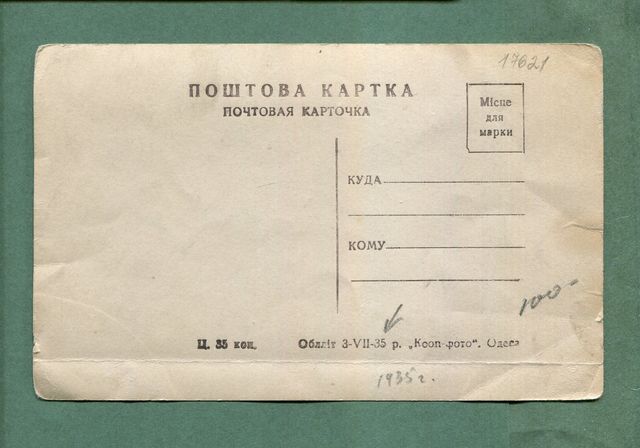 17621
ПОШТОВА КАРТКА
ПОЧТОВАЯ КАРТОЧКА
Місце
для
марки
КУДА
КОМУ
100-
Ц. 35 коп. Обліт 3-VII-35 р. „Кооп-фото“. Одеса
1935 г.